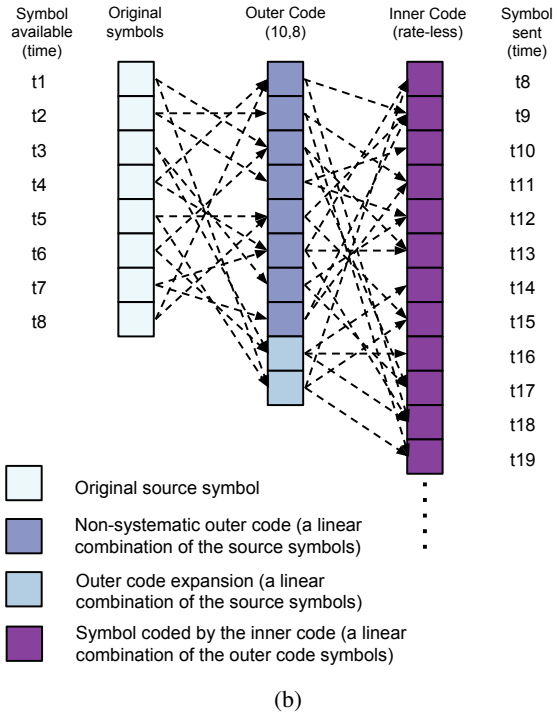 Symbol
available
(time)
Original
symbols
Outer Code
(10,8)
Inner Code
(rate-less)
Symbol
sent
(time)
t1
t8
t2
t9
t3
t10
t4
t11
t5
t12
t6
t13
t7
t14
t8
t15
t16
t17
t18
t19
Original source symbol
Non-systematic outer code (a linear
combination of the source symbols)
Outer code expansion (a linear
combination of the source symbols)
Symbol coded by the inner code (a linear
combination of the outer code symbols)
(b)